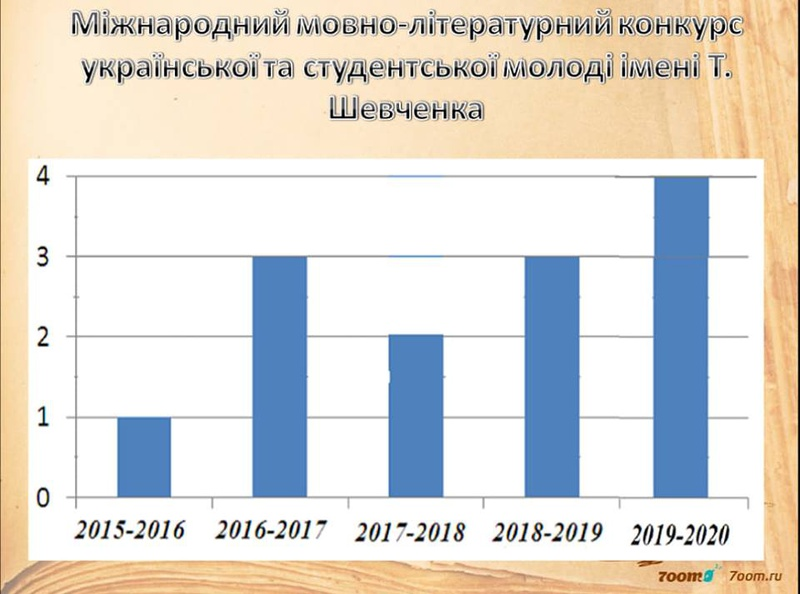 Міжнародний мовно-літературний конкурс
української та студентської молоді імені Т.
Шевченка
4
3
2
1
0
2015-2016 2016-2017 2017-2018 2018-2019 2019-2020
7oom 7oom.ru